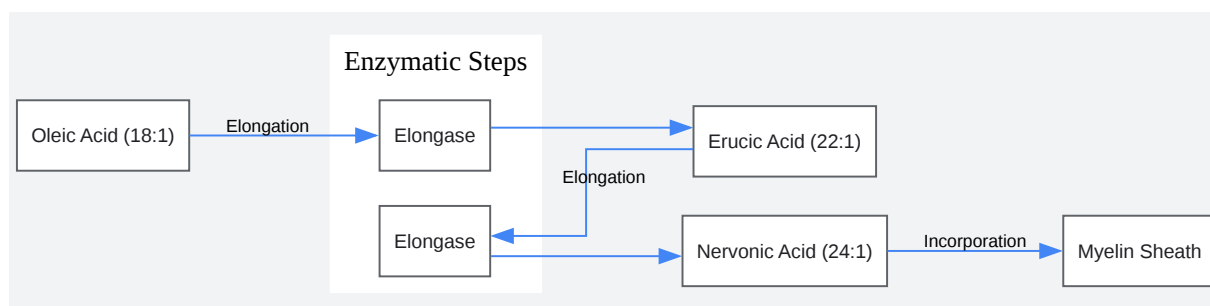 Enzymatic Steps
Oleic Acid (18:1)
Elongation
Elongase
Erucic Acid (22:1)
Elongation
Elongase
Nervonic Acid (24:1)
Incorporation
Myelin Sheath